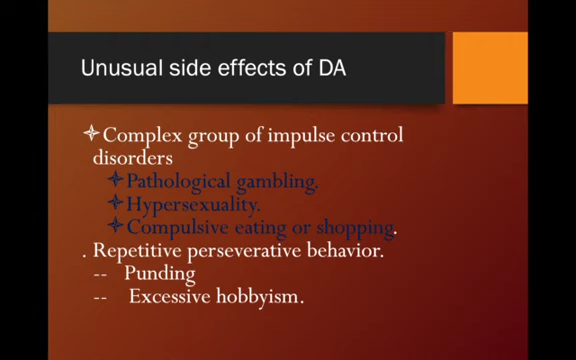 Unusual side effects of DA
Complex group of impulse control
disorders
Pathological gambling.
Hypersexuality.
Compulsive eating or shopping.
. Repetitive perseverative behavior.
-- Punding
-- Excessive hobbyism.